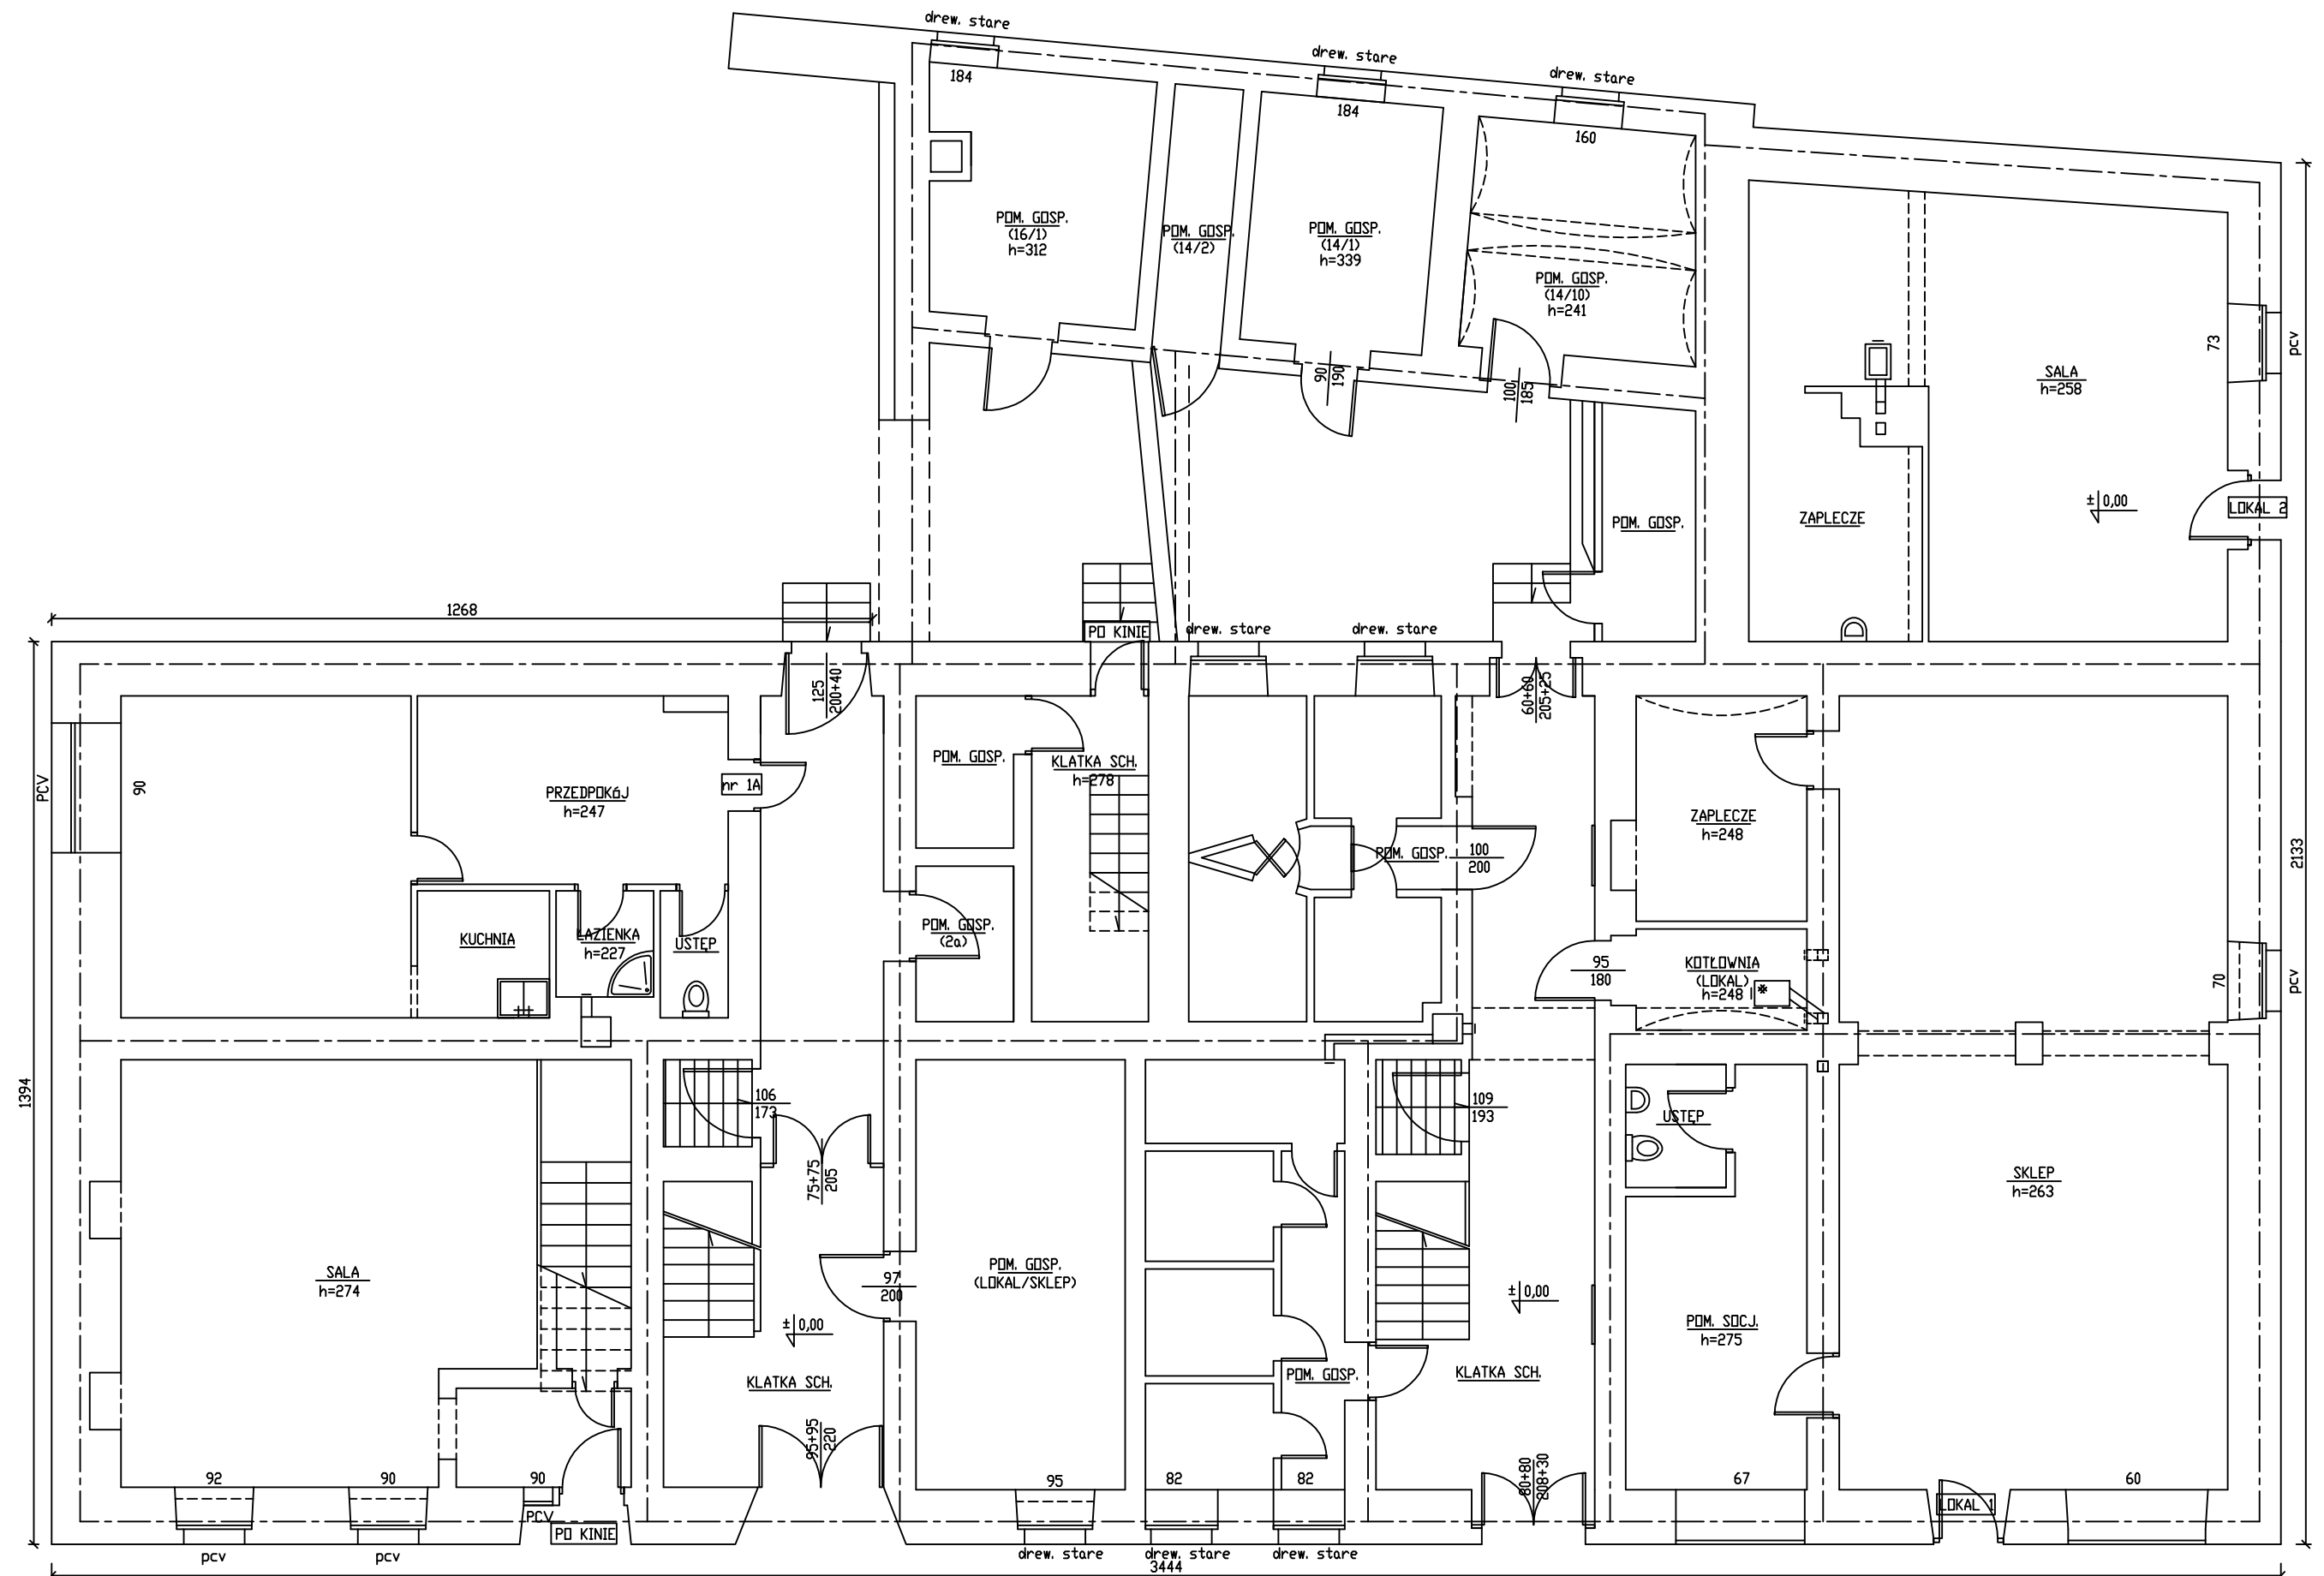 drew. stare
drew. stare
drew. stare
184
184
160
POM. GOSP.
(16/1)
h=312
POM. GOSP.
(14/2)
POM. GOSP.
(14/1)
h=339
POM. GOSP.
(14/10)
h=241
73
pcv
SALA
h=258
90
190
100
185
± 0,00
LOKAL 2
POM. GOSP.
ZAPLECZE
1268
PO KINIE
drew. stare
drew. stare
125
200+40
60+60
205+25
PCV
90
PRZEDPOKóJ
h=247
nr 1A
POM. GOSP.
KLATKA SCH.
h=278
ZAPLECZE
h=248
POM. GOSP.
100
200
2133
KUCHNIA
ŁAZIENKA
h=227
USTĘP
POM. GOSP.
(2a)
95
180
KOTŁOWNIA
(LOKAL)
h=248
70
pcv
1394
106
173
109
193
USTĘP
75+75
205
SKLEP
h=263
SALA
h=274
POM. GOSP.
(LOKAL/SKLEP)
97
200
± 0,00
± 0,00
POM. SOCJ.
h=275
KLATKA SCH.
POM. GOSP.
KLATKA SCH.
95+95
220
80+80
208+30
92
90
90
95
82
82
67
60
PCV
PO KINIE
LOKAL 1
pcv
pcv
drew. stare
drew. stare
drew. stare
3444